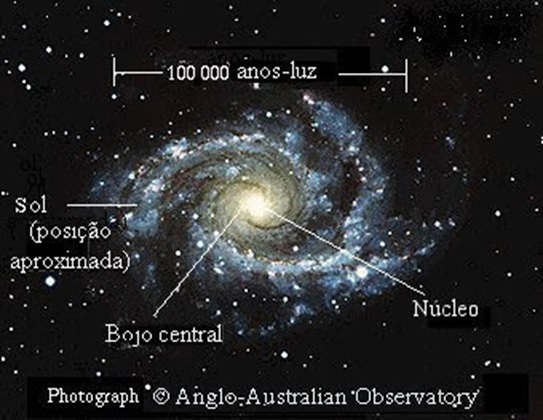 100 000 anos-luz
Sol
(posição
aproximada)
Núcleo
Bojo central
Photograph © Anglo-Australian Observatory